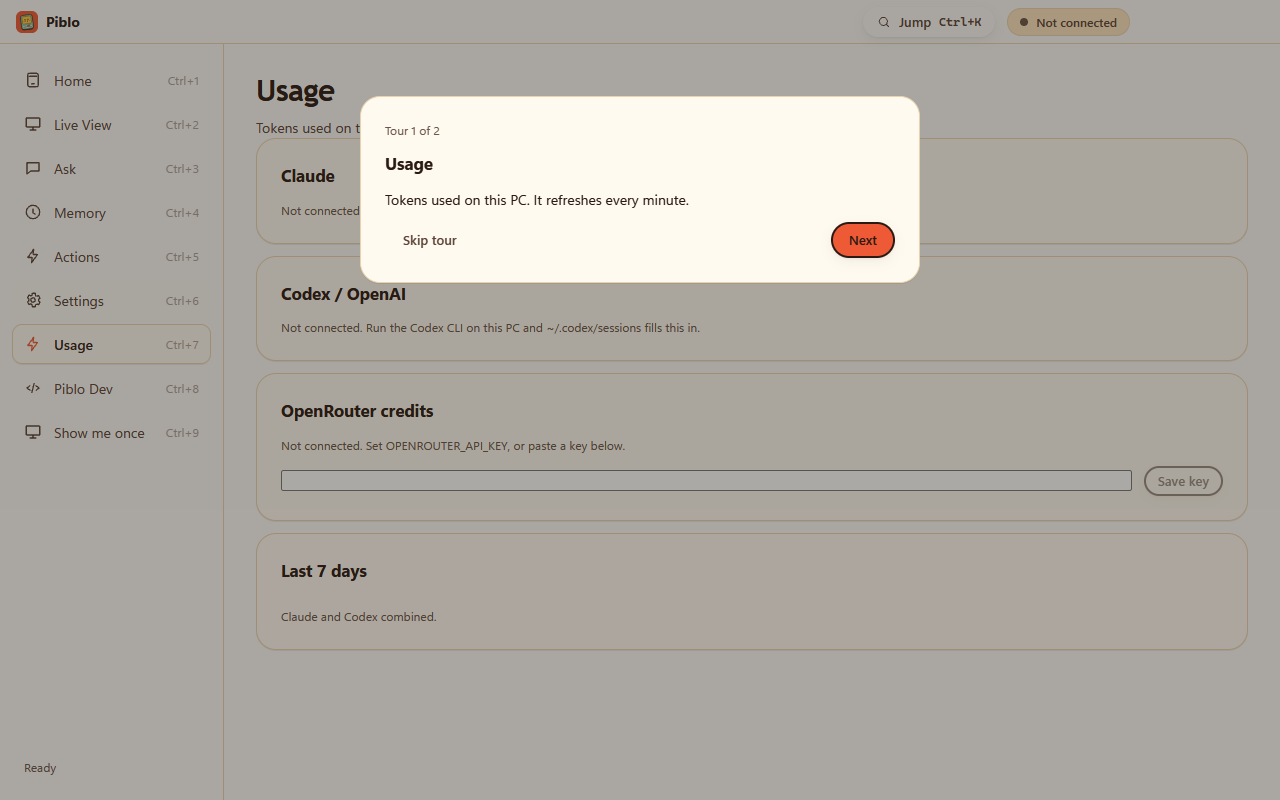 Piblo
Jump Ctrl+K
Not connected
Home Ctrl+1
Live View Ctrl+2
Ask Ctrl+3
Memory Ctrl+4
Actions Ctrl+5
Settings Ctrl+6
Usage Ctrl+7
Piblo Dev Ctrl+8
Show me once Ctrl+9
Ready
Usage
Tokens used on t
Tour 1 of 2
Usage
Tokens used on this PC. It refreshes every minute.
Skip tour
Next
Claude
Not connected
Codex / OpenAI
Not connected. Run the Codex CLI on this PC and ~/.codex/sessions fills this in.
OpenRouter credits
Not connected. Set OPENROUTER_API_KEY, or paste a key below.
Save key
Last 7 days
Claude and Codex combined.